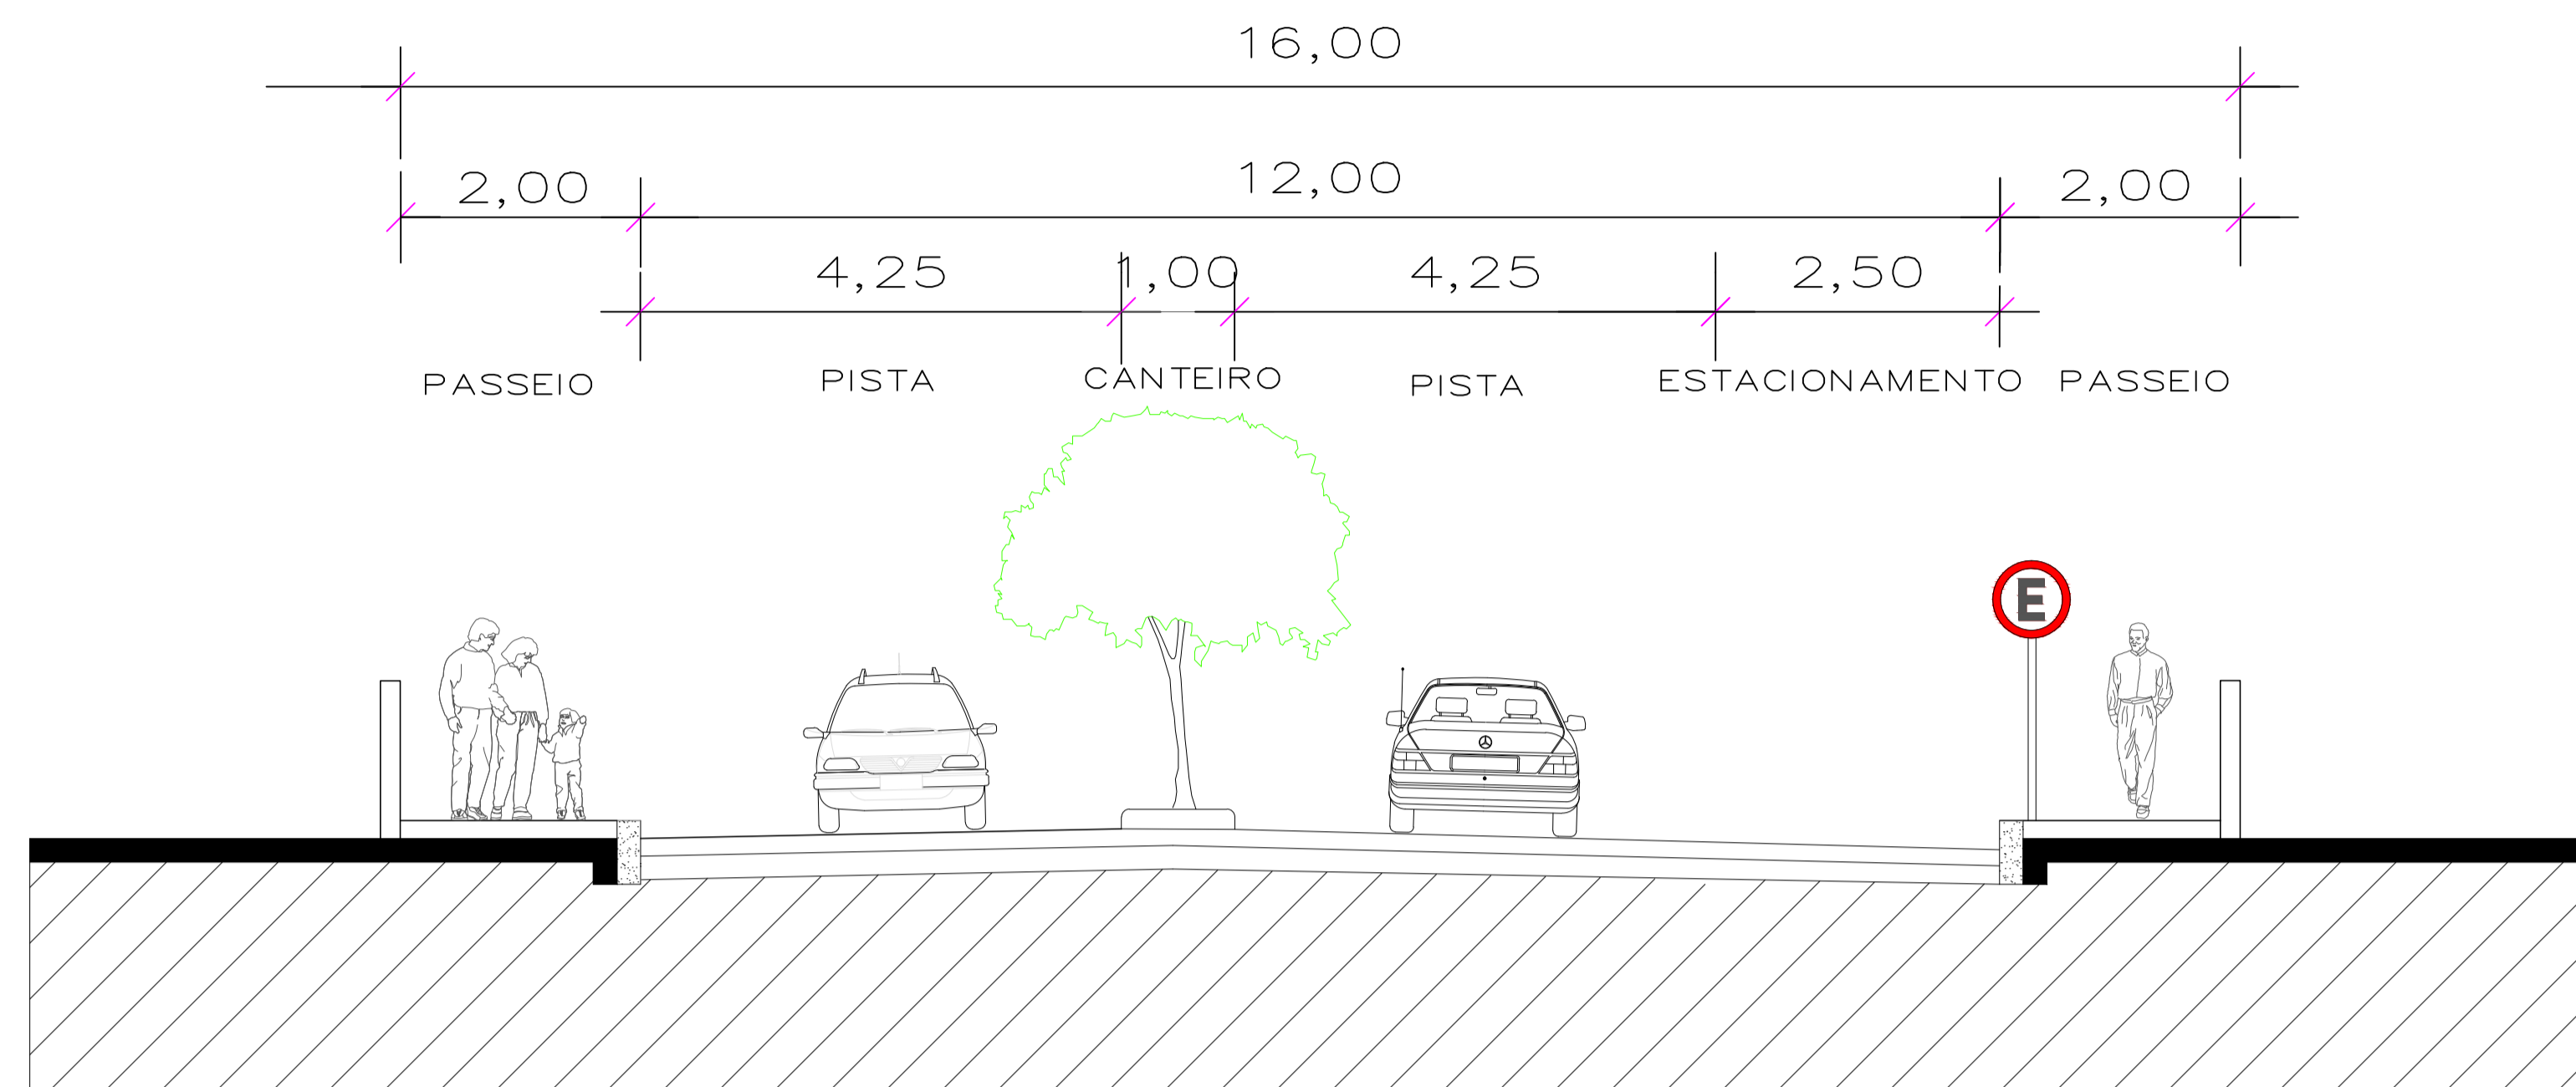 16,00
2,00 12,00 2,00
4,25 1,00 4,25 2,50
PASSEIO PISTA CANTEIRO PISTA ESTACIONAMENTO PASSEIO
E